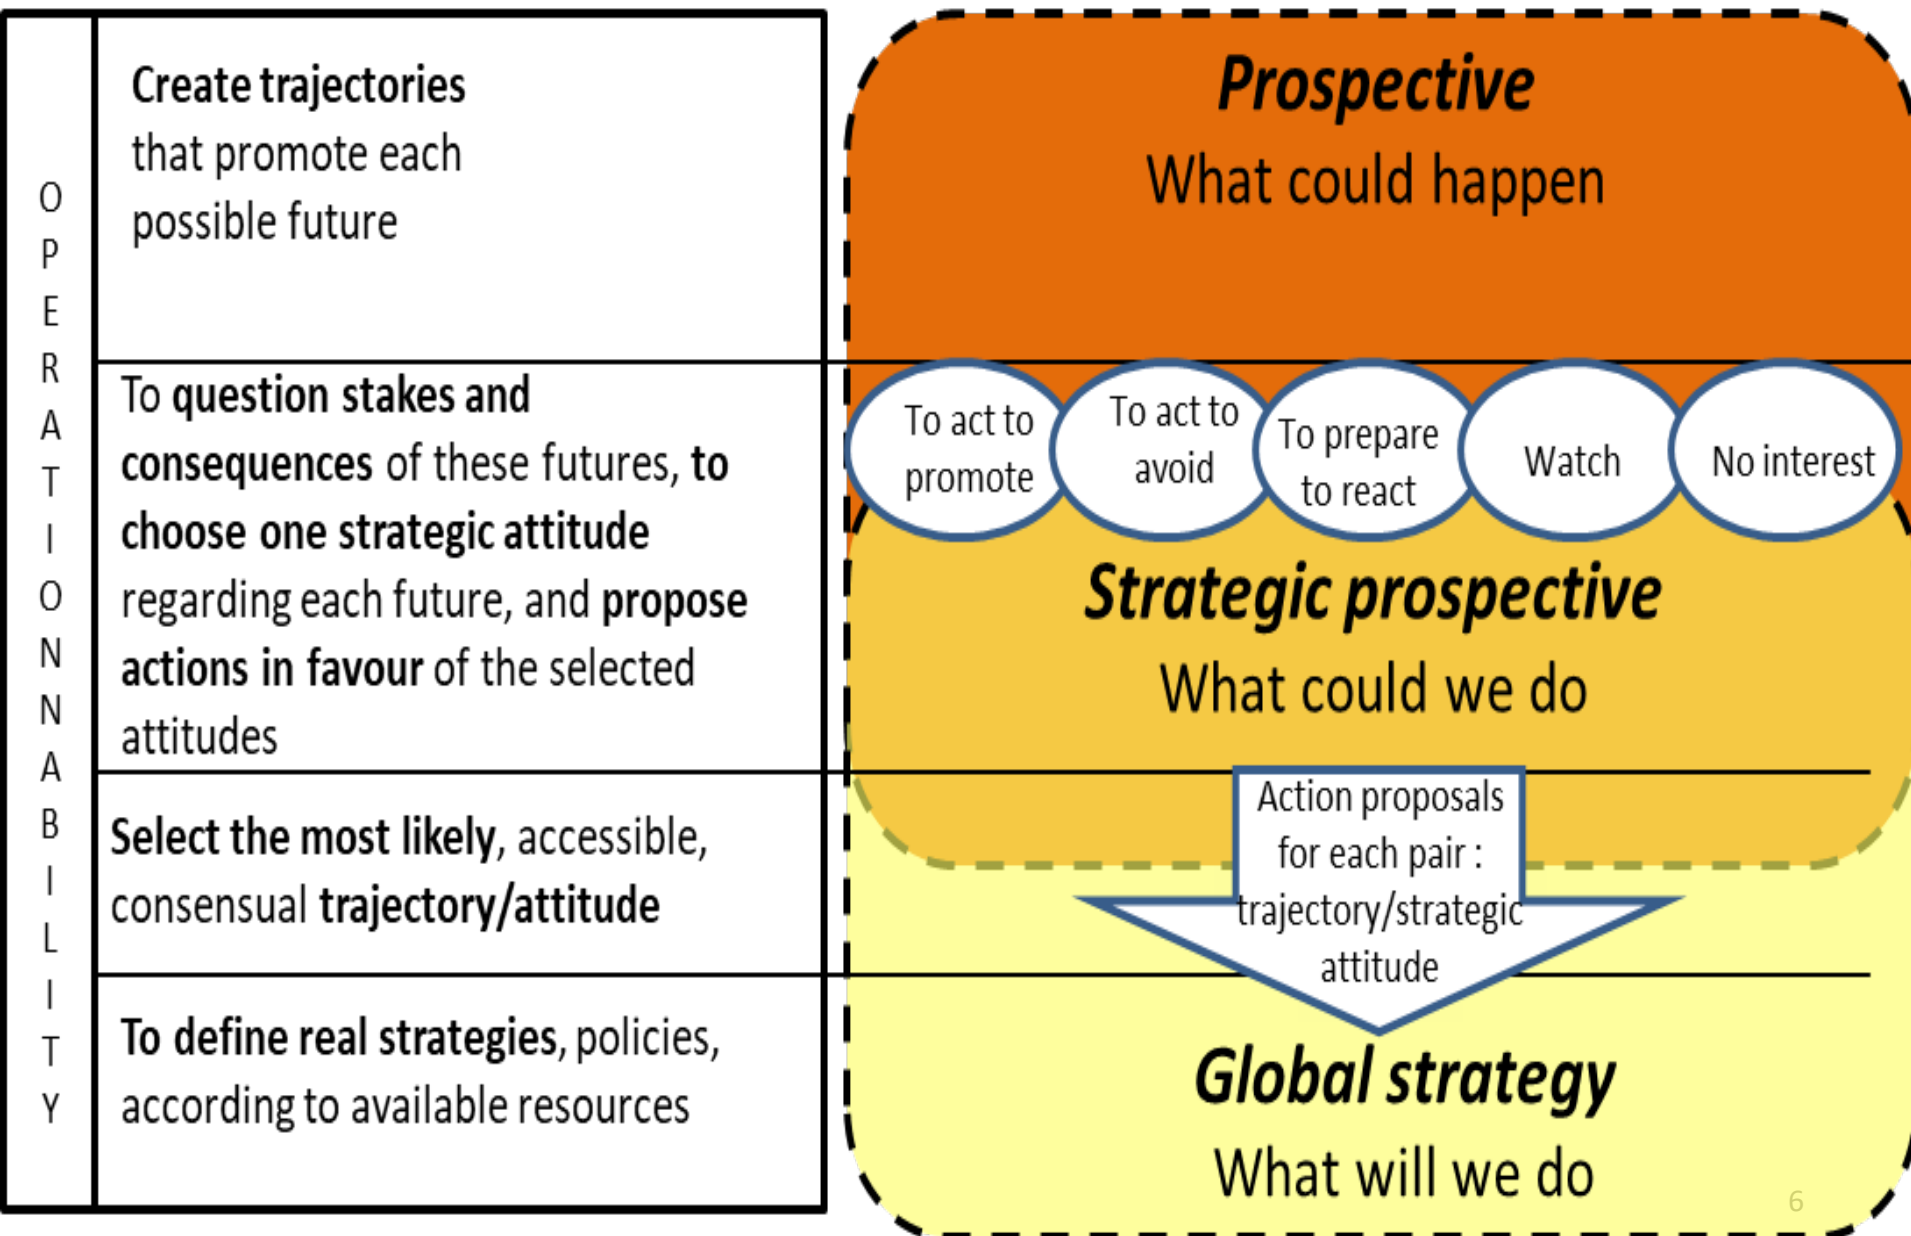 OPERATIONNABILITY
Create trajectories
that promote each
possible future
To question stakes and
consequences of these futures, to
choose one strategic attitude
regarding each future, and propose
actions in favour of the selected
attitudes
Select the most likely, accessible,
consensual trajectory/attitude
To define real strategies, policies,
according to available resources
Prospective
What could happen
To act to
promote
To act to
avoid
To prepare
to react
Watch
No interest
Strategic prospective
What could we do
Action proposals
for each pair :
trajectory/strategic
attitude
Global strategy
What will we do
6